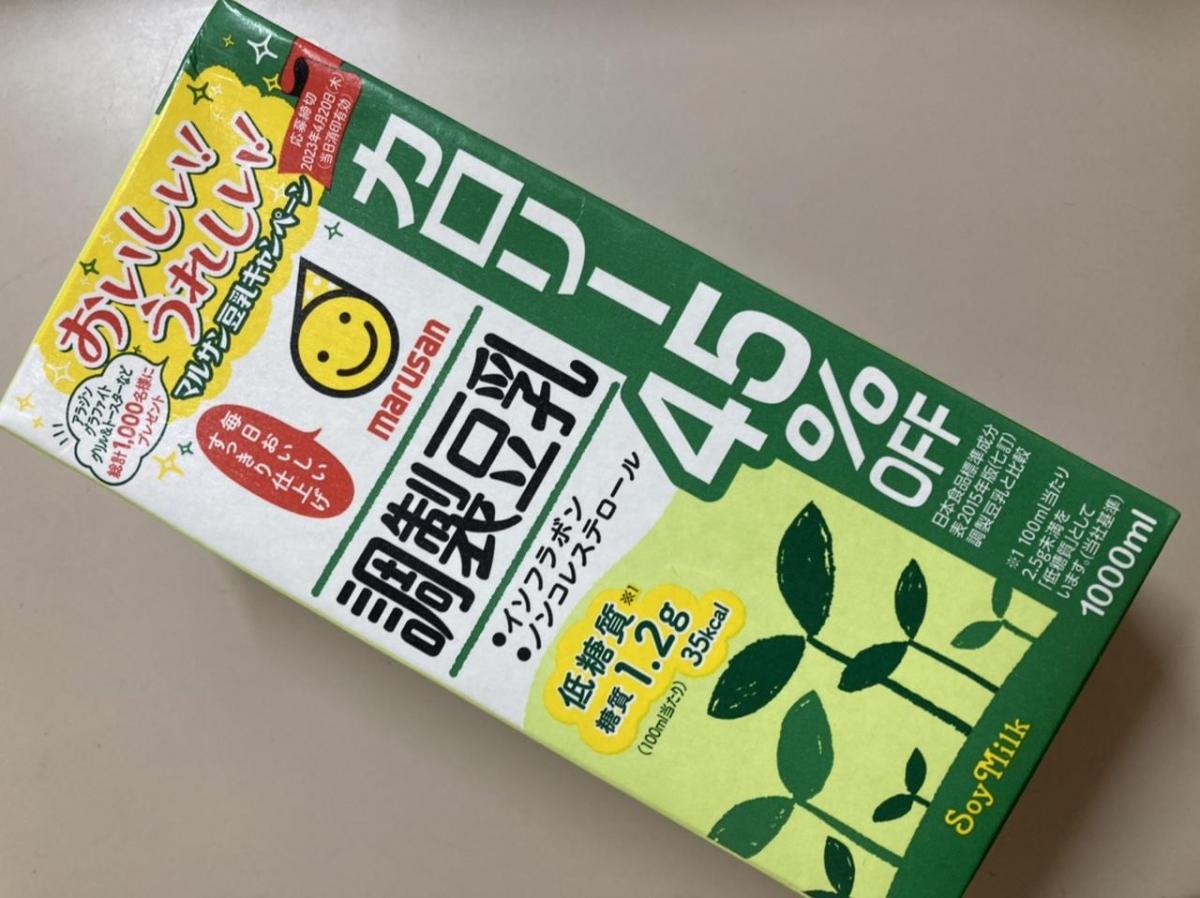 おいしい!
うれしい!
マルサン豆乳キャンペーン
応募締切
2023年4月20日(木)
(当日消印有効)
アラジン
グラファイト
グリル&トースターなど
総計1,000名様に
プレゼント
marusan
毎日おいしい
すっきり仕上げ
調製豆乳
●イソフラボン
●ノンコレステロール
カロリー45%OFF
日本食品標準成分
表2015年版(七訂)
調製豆乳と比較
※1 100ml当たり
2.5g未満を
「低糖質」として
います。(当社基準)
1000ml
低糖質※1
糖質1.2g
35kcal
(100ml当たり)
Soy Milk